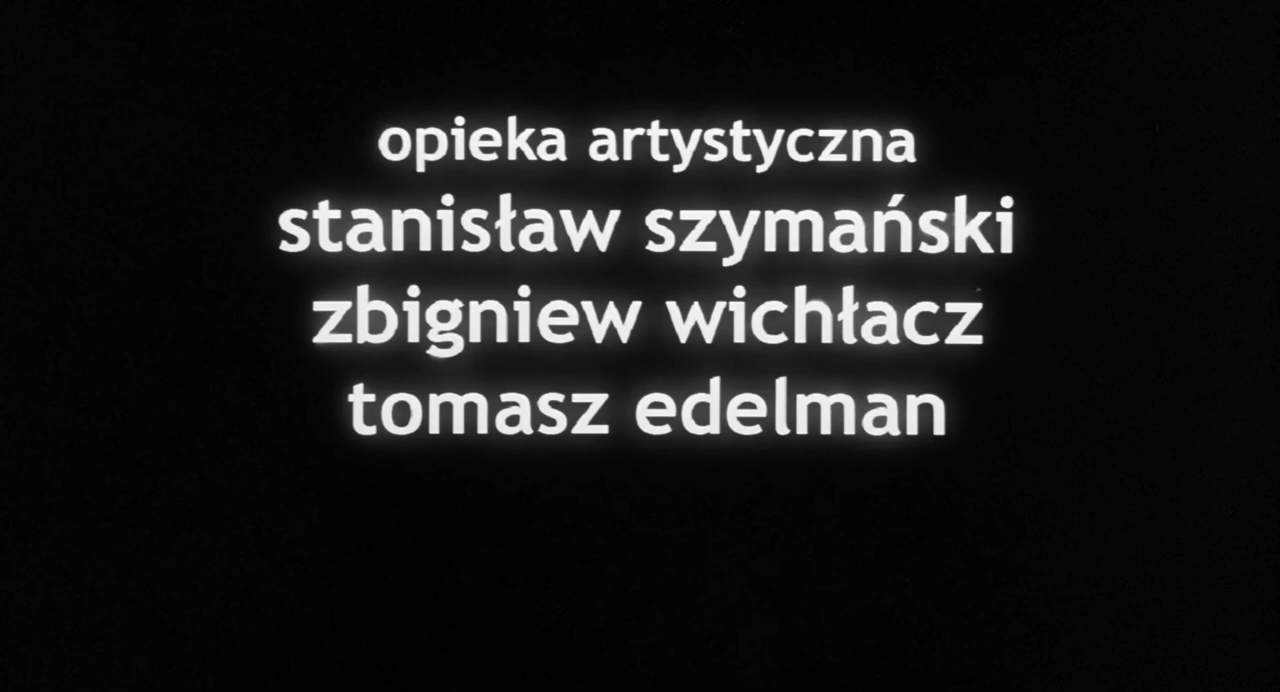 opieka artystyczna
stanisław szymański
zbigniew wichłacz
tomasz edelman